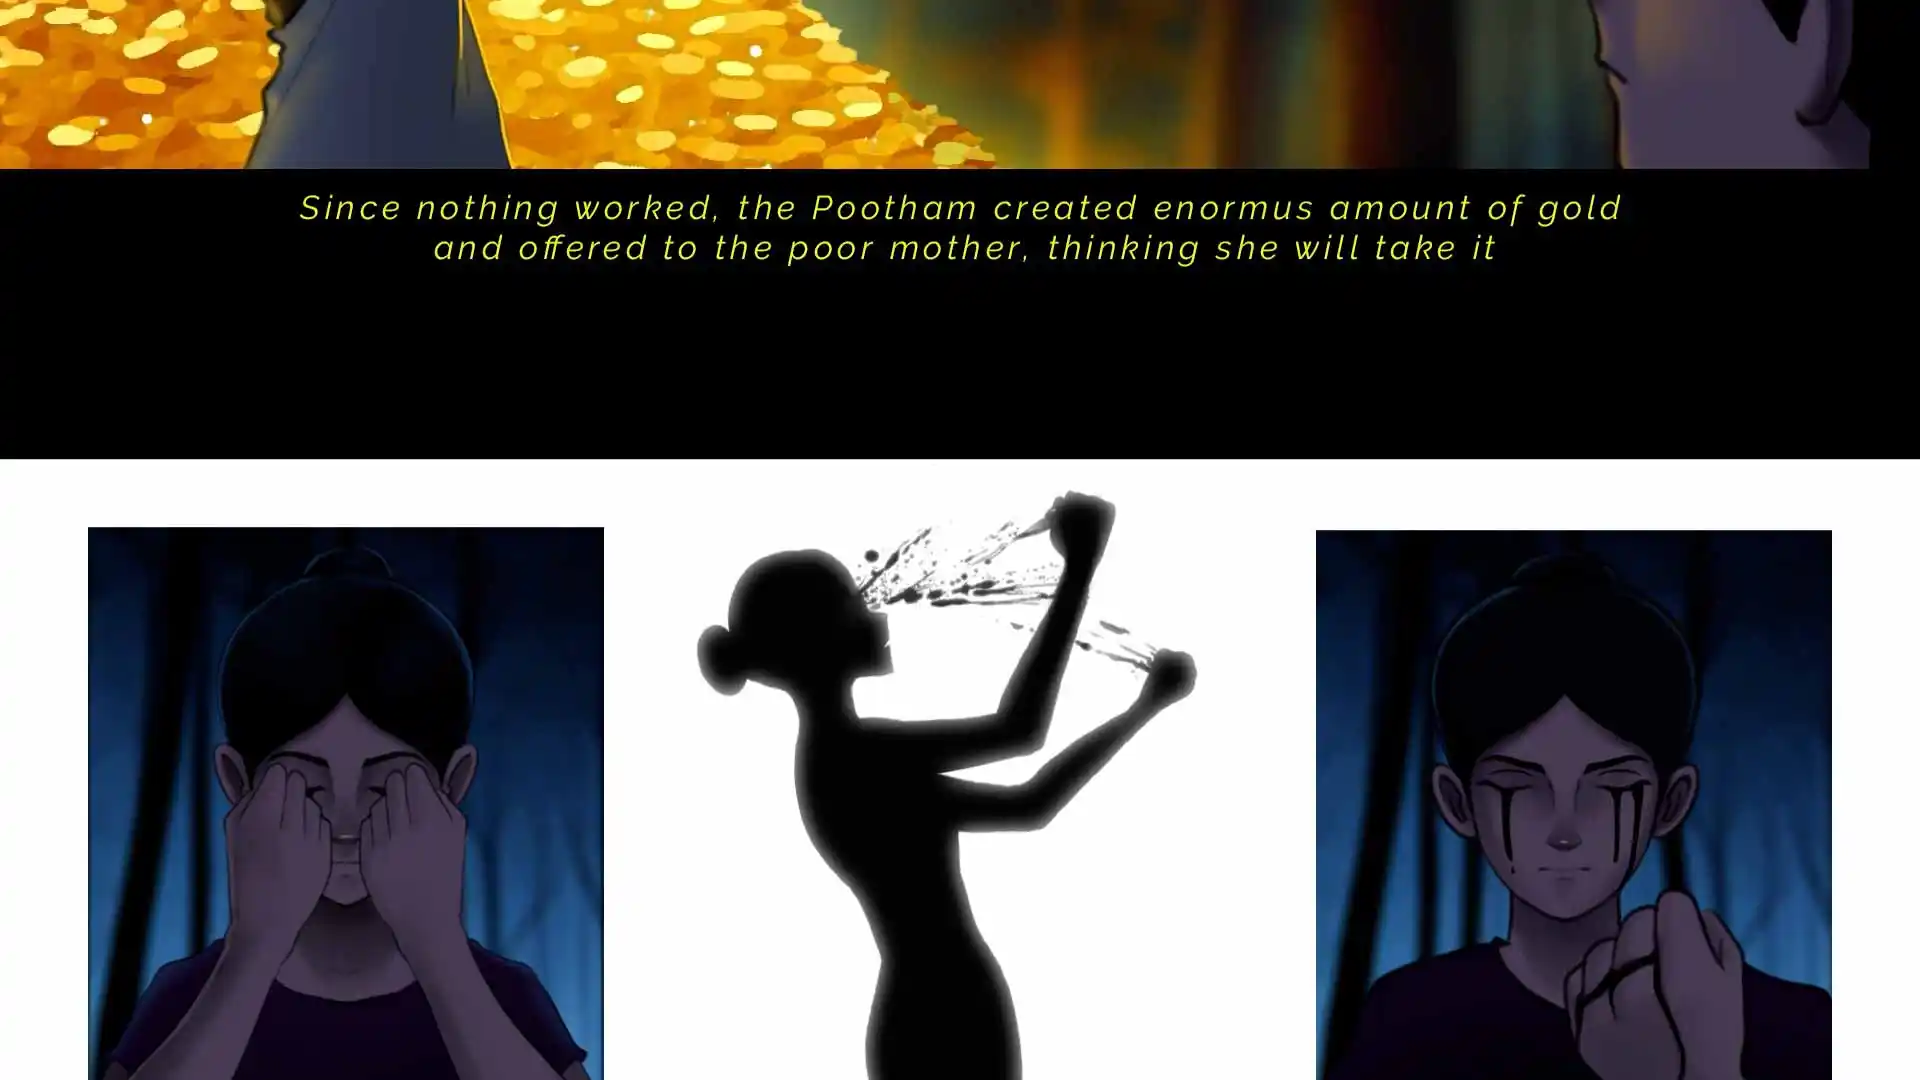 Since nothing worked, the Pootham created enormus amount of gold
and offered to the poor mother, thinking she will take it